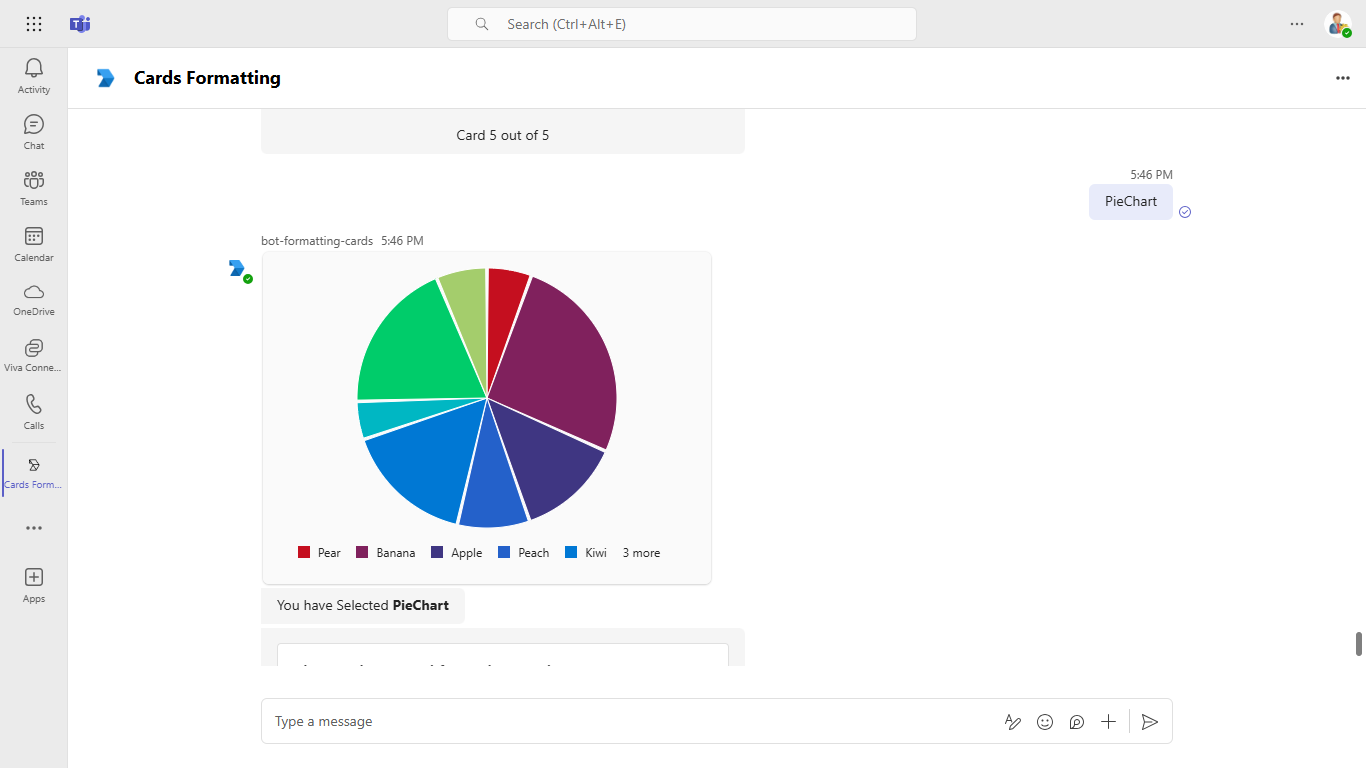 Search (Ctrl+Alt+E)
Activity
Chat
Teams
Calendar
OneDrive
Viva Conne...
Calls
Cards Form...
Apps
Cards Formatting
Card 5 out of 5
5:46 PM
PieChart
bot-formatting-cards 5:46 PM
Pear Banana Apple Peach Kiwi 3 more
You have Selected PieChart
Type a message